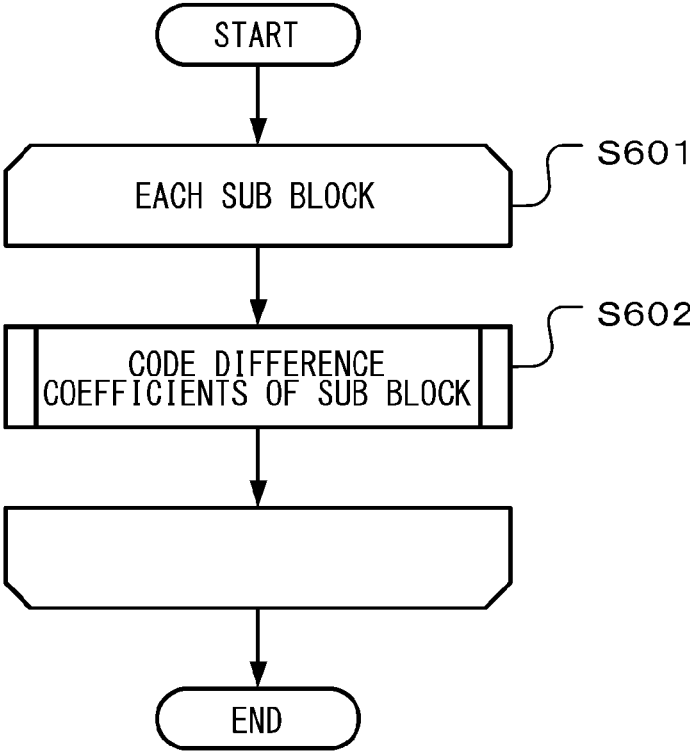 START
EACH SUB BLOCK
S601
CODE DIFFERENCE
COEFFICIENTS OF SUB BLOCK
S602
END